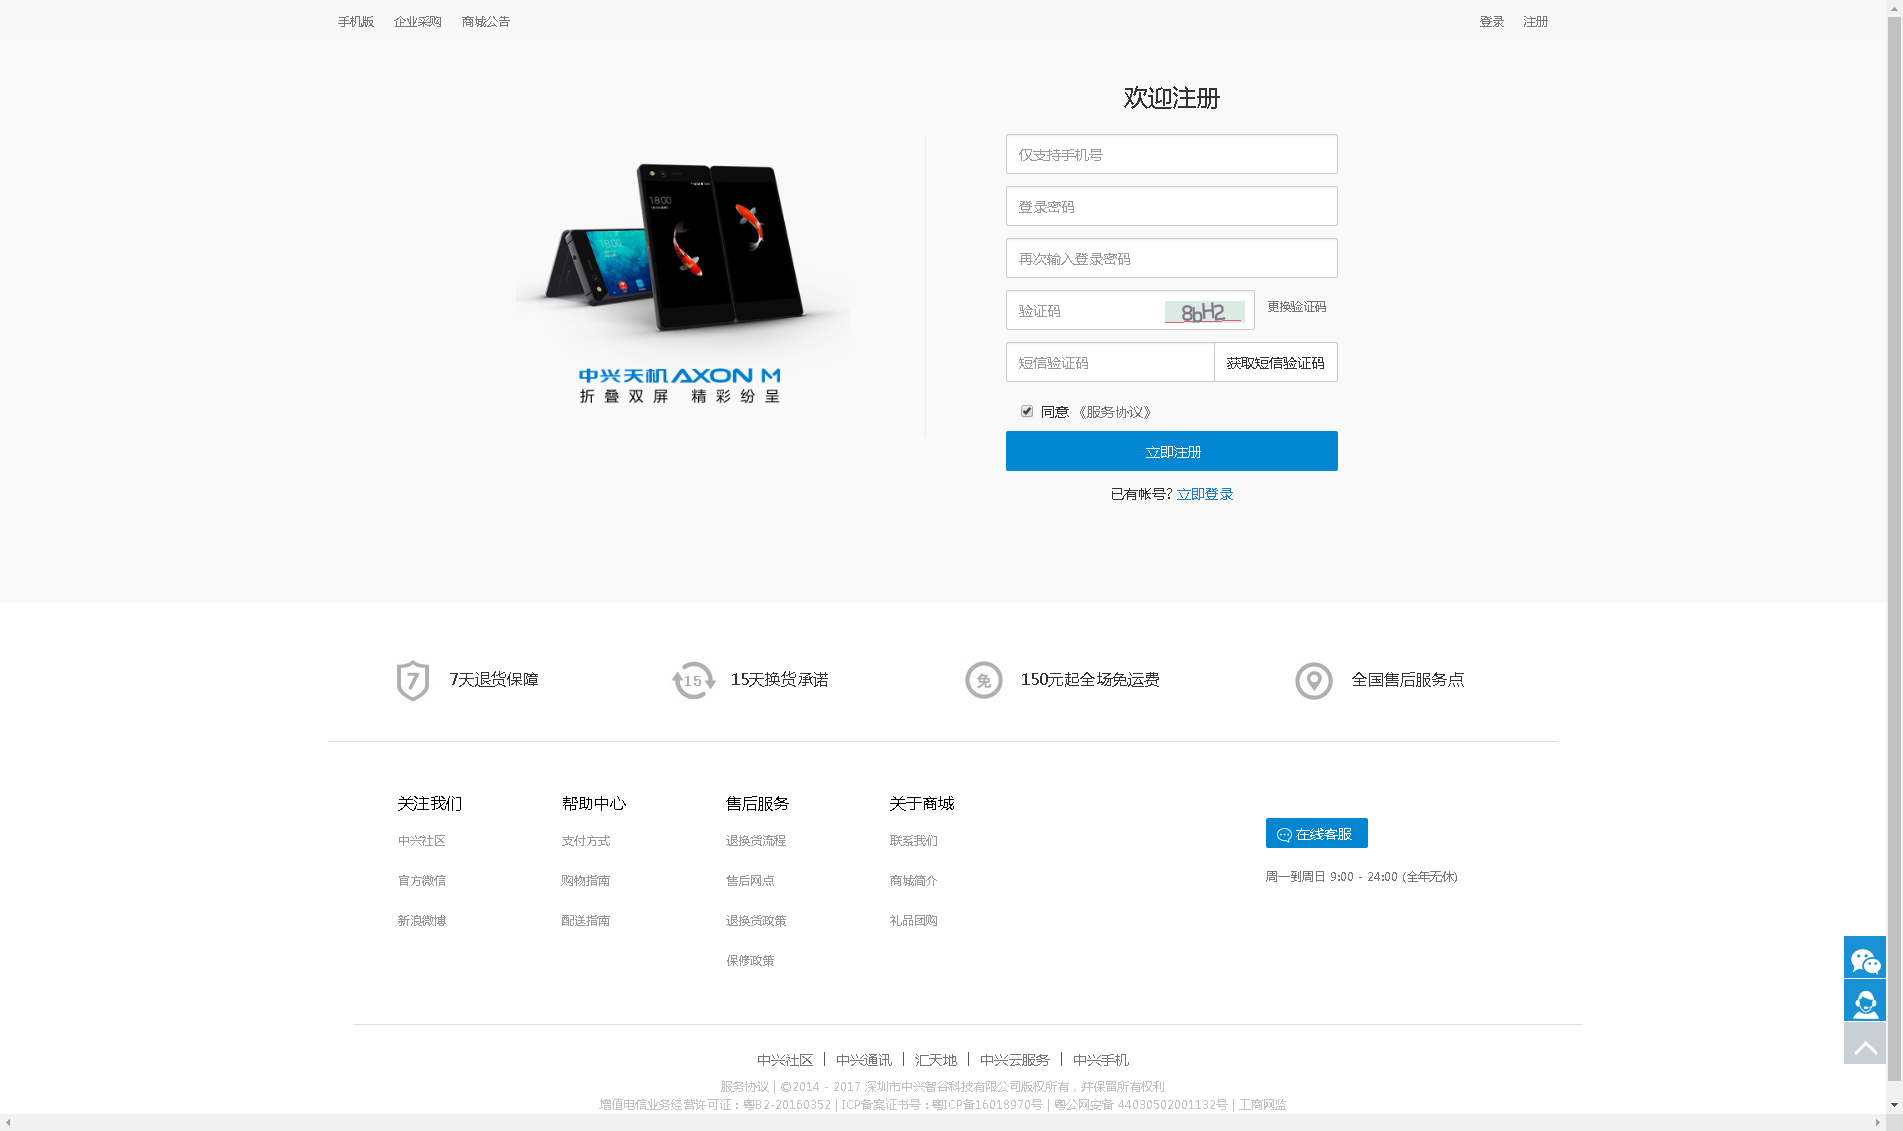 手机版 企业采购 商城公告 登录 注册
欢迎注册
仅支持手机号
登录密码
再次输入登录密码
验证码 8bH2 更换验证码
短信验证码 获取短信验证码
同意 《服务协议》
立即注册
已有帐号? 立即登录
18:00
18:00
中兴天机AXON M
折叠双屏 精彩纷呈
7 7天退货保障
15 15天换货承诺
免 150元起全场免运费
全国售后服务点
关注我们
中兴社区
官方微信
新浪微博
帮助中心
支付方式
购物指南
配送指南
售后服务
退换货流程
售后网点
退换货政策
保修政策
关于商城
联系我们
商城简介
礼品团购
在线客服
周一到周日 9:00 - 24:00 (全年无休)
中兴社区 | 中兴通讯 | 汇天地 | 中兴云服务 | 中兴手机
服务协议 | ©2014 - 2017 深圳市中兴智谷科技有限公司版权所有，并保留所有权利
增值电信业务经营许可证：粤B2-20160352 | ICP备案证书号：粤ICP备16018970号 | 粤公网安备 44030502001132号 | 工商网监